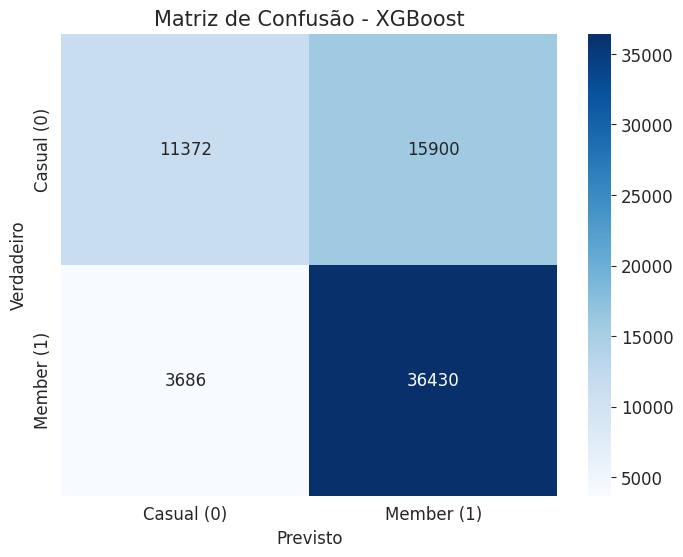 Matriz de Confusão - XGBoost
Verdadeiro
Casual (0)
Member (1)
11372
15900
3686
36430
Casual (0)
Member (1)
Previsto
35000
30000
25000
20000
15000
10000
5000